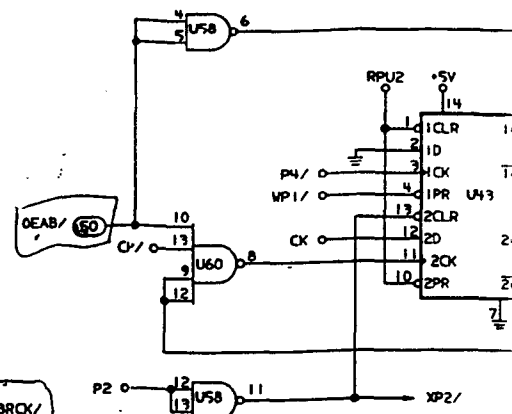 4
5
U58
6
RPU2
+5V
14
1
1CLR
2
1D
P4/
3
1CK
WP1/
4
1PR
U43
13
2CLR
OEAB/
50
10
CP/
13
CK
12
2D
U60
8
11
2CK
9
10
2PR
12
7
P2
12
U58
11
XP2/
BRCK/
13